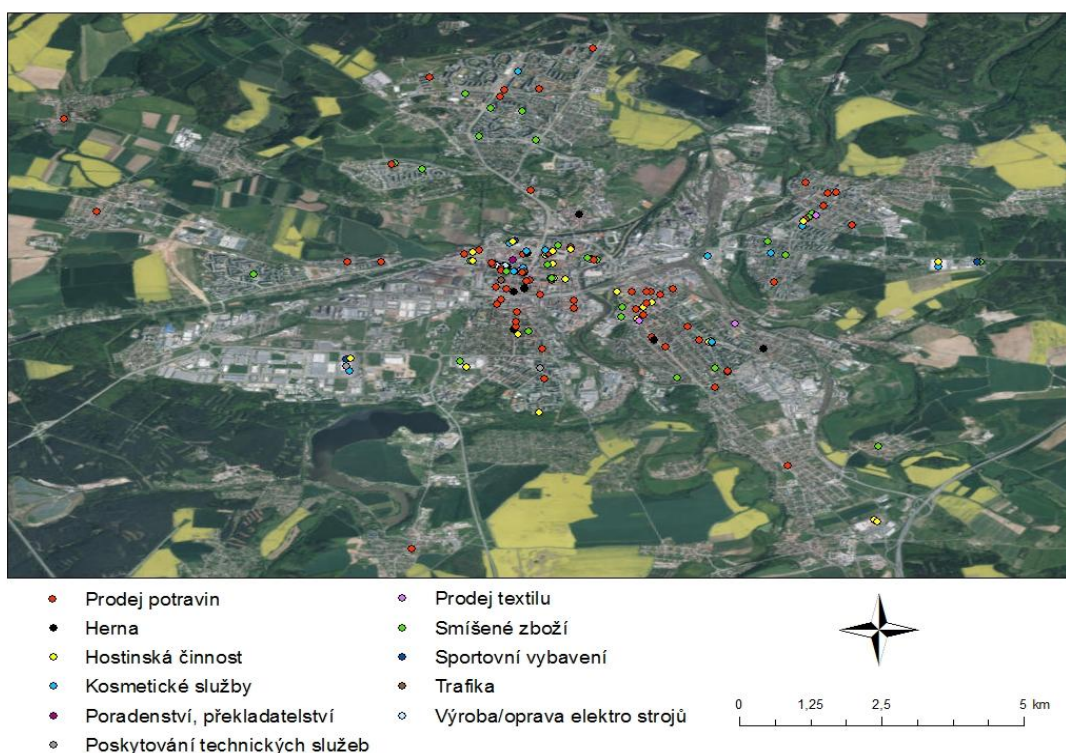 Prodej potravin
Herna
Hostinská činnost
Kosmetické služby
Poradenství, překladatelství
Poskytování technických služeb
Prodej textilu
Smíšené zboží
Sportovní vybavení
Trafika
Výroba/oprava elektro strojů
0 1,25 2,5 5 km